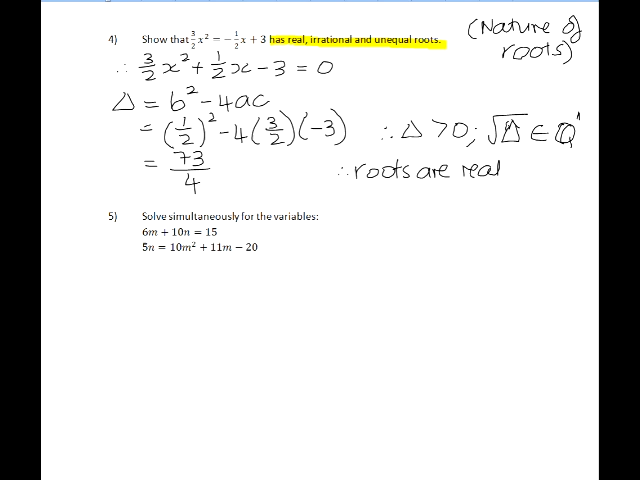 4) Show that 3/2 x² = −1/2 x + 3 has real, irrational and unequal roots.
(Nature of roots)
∴ 3/2 x² + 1/2 x − 3 = 0
Δ = b² − 4ac
= (1/2)² − 4(3/2)(−3) ∴ Δ > 0; √Δ ∈ ℚ'
= 73/4 ∴ roots are real
5) Solve simultaneously for the variables:
6m + 10n = 15
5n = 10m² + 11m − 20